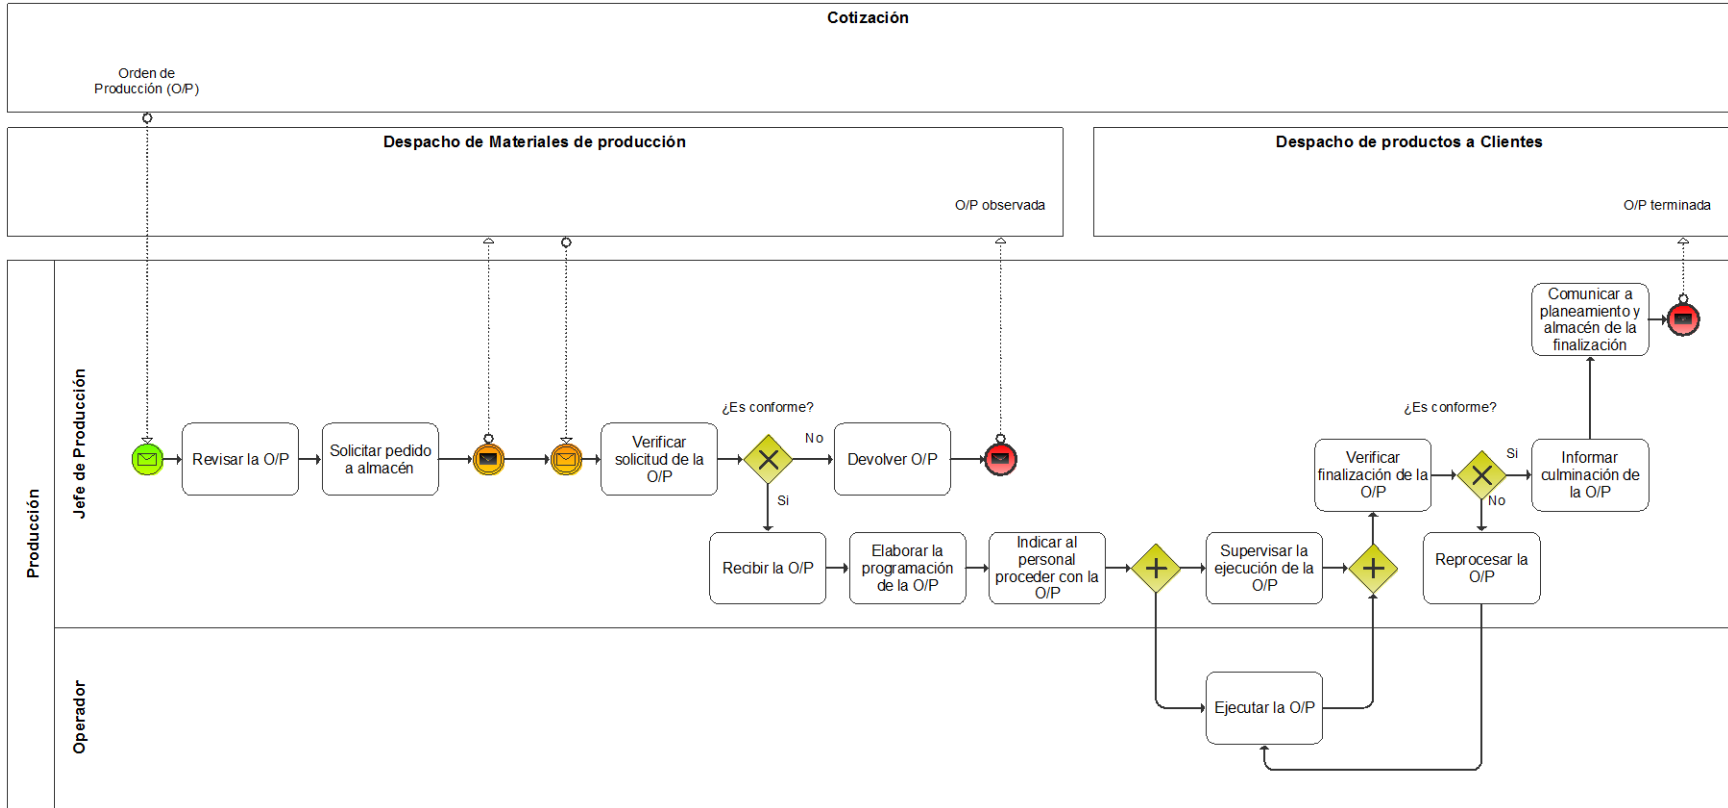 Cotización
Orden de
Producción (O/P)
Despacho de Materiales de producción
Despacho de productos a Clientes
O/P observada
O/P terminada
Producción
Jefe de Producción
Revisar la O/P
Solicitar pedido
a almacén
Verificar
solicitud de la
O/P
¿Es conforme?
No
Si
Devolver O/P
Recibir la O/P
Elaborar la
programación
de la O/P
Indicar al
personal
proceder con la
O/P
Supervisar la
ejecución de la
O/P
Verificar
finalización de la
O/P
¿Es conforme?
Si
No
Informar
culminación de
la O/P
Comunicar a
planeamiento y
almacén de la
finalización
Reprocesar la
O/P
Operador
Ejecutar la O/P